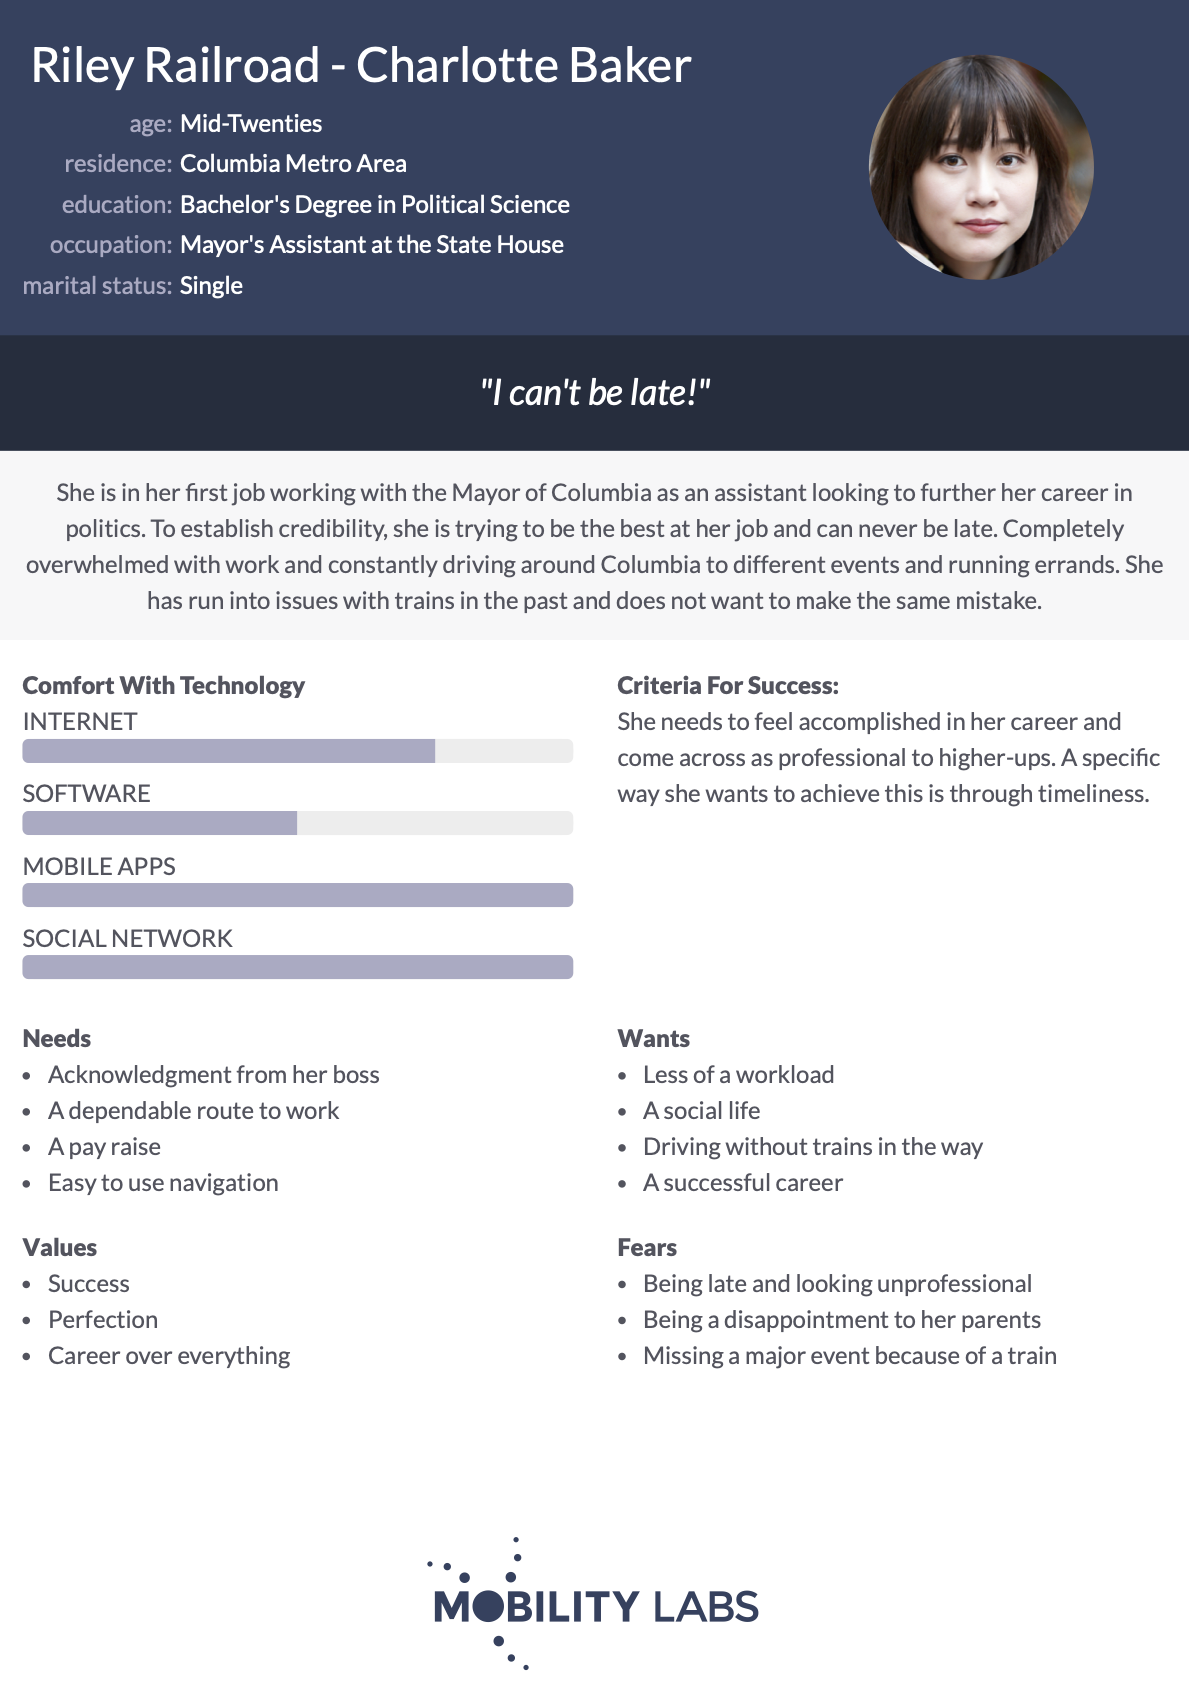 Riley Railroad - Charlotte Baker
age: Mid-Twenties
residence: Columbia Metro Area
education: Bachelor's Degree in Political Science
occupation: Mayor's Assistant at the State House
marital status: Single
"I can't be late!"
She is in her first job working with the Mayor of Columbia as an assistant looking to further her career in
politics. To establish credibility, she is trying to be the best at her job and can never be late. Completely
overwhelmed with work and constantly driving around Columbia to different events and running errands. She
has run into issues with trains in the past and does not want to make the same mistake.
Comfort With Technology
INTERNET
SOFTWARE
MOBILE APPS
SOCIAL NETWORK
Criteria For Success:
She needs to feel accomplished in her career and
come across as professional to higher-ups. A specific
way she wants to achieve this is through timeliness.
Needs
• Acknowledgment from her boss
• A dependable route to work
• A pay raise
• Easy to use navigation
Wants
• Less of a workload
• A social life
• Driving without trains in the way
• A successful career
Values
• Success
• Perfection
• Career over everything
Fears
• Being late and looking unprofessional
• Being a disappointment to her parents
• Missing a major event because of a train
MOBILITY LABS